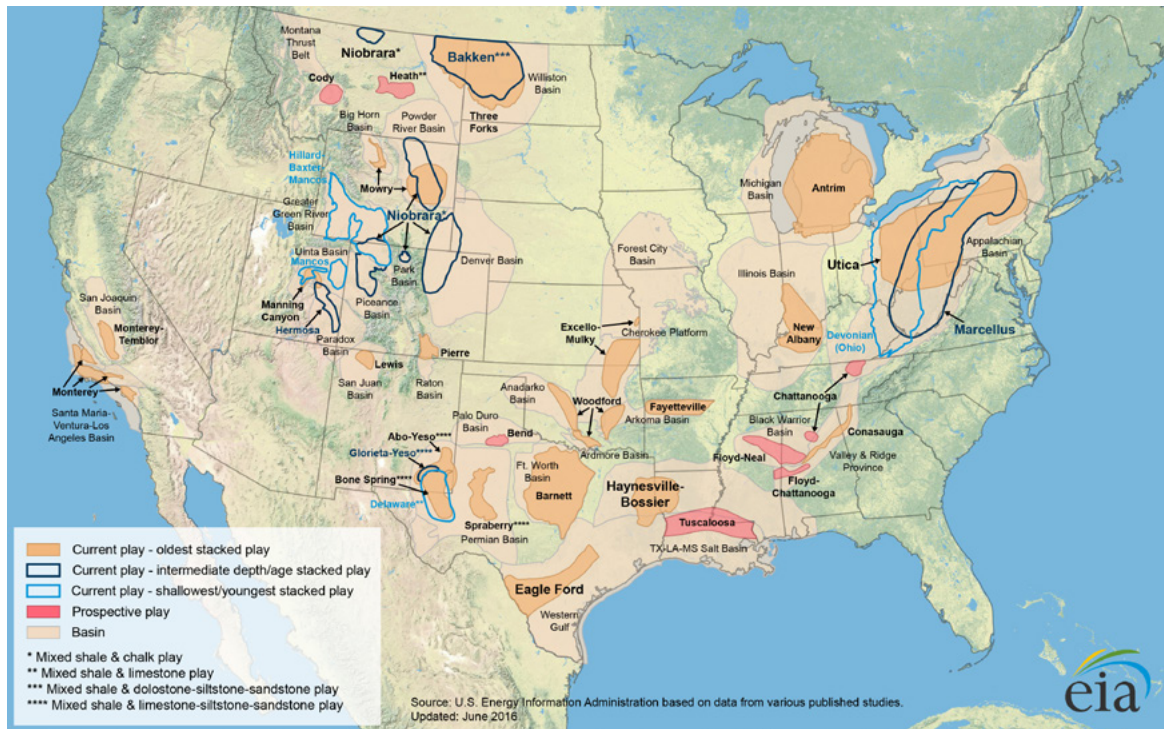 Montana
Thrust
Belt
Niobrara*
Bakken***
Cody
Heath**
Williston
Basin
Big Horn
Basin
Powder
River Basin
Three
Forks
Hillard-
Baxter-
Mancos
Mowry
Greater
Green River
Basin
Niobrara*
Uinta Basin
Mancos
Park
Basin
Denver Basin
Manning
Canyon
Piceance
Basin
Hermosa
Paradox
Basin
San Joaquin
Basin
Monterey-
Temblor
Monterey
Santa Maria-
Ventura-Los
Angeles Basin
Lewis
San Juan
Basin
Pierre
Raton
Basin
Forest City
Basin
Excello-
Mulky
Cherokee Platform
Michigan
Basin
Antrim
Illinois Basin
New
Albany
Utica
Appalachian
Basin
Devonian
(Ohio)
Marcellus
Anadarko
Basin
Woodford
Palo Duro
Basin
Bend
Arkoma Basin
Fayetteville
Ardmore Basin
Chattanooga
Black Warrior
Basin
Conasauga
Floyd-Neal
Valley & Ridge
Province
Floyd-
Chattanooga
Abo-Yeso****
Glorieta-Yeso****
Bone Spring****
Delaware**
Ft. Worth
Basin
Barnett
Haynesville-
Bossier
Spraberry****
Permian Basin
Tuscaloosa
TX-LA-MS Salt Basin
Eagle Ford
Western
Gulf
Current play - oldest stacked play
Current play - intermediate depth/age stacked play
Current play - shallowest/youngest stacked play
Prospective play
Basin
* Mixed shale & chalk play
** Mixed shale & limestone play
*** Mixed shale & dolostone-siltstone-sandstone play
**** Mixed shale & limestone-siltstone-sandstone play
Source: U.S. Energy Information Administration based on data from various published studies.
Updated: June 2016
eia